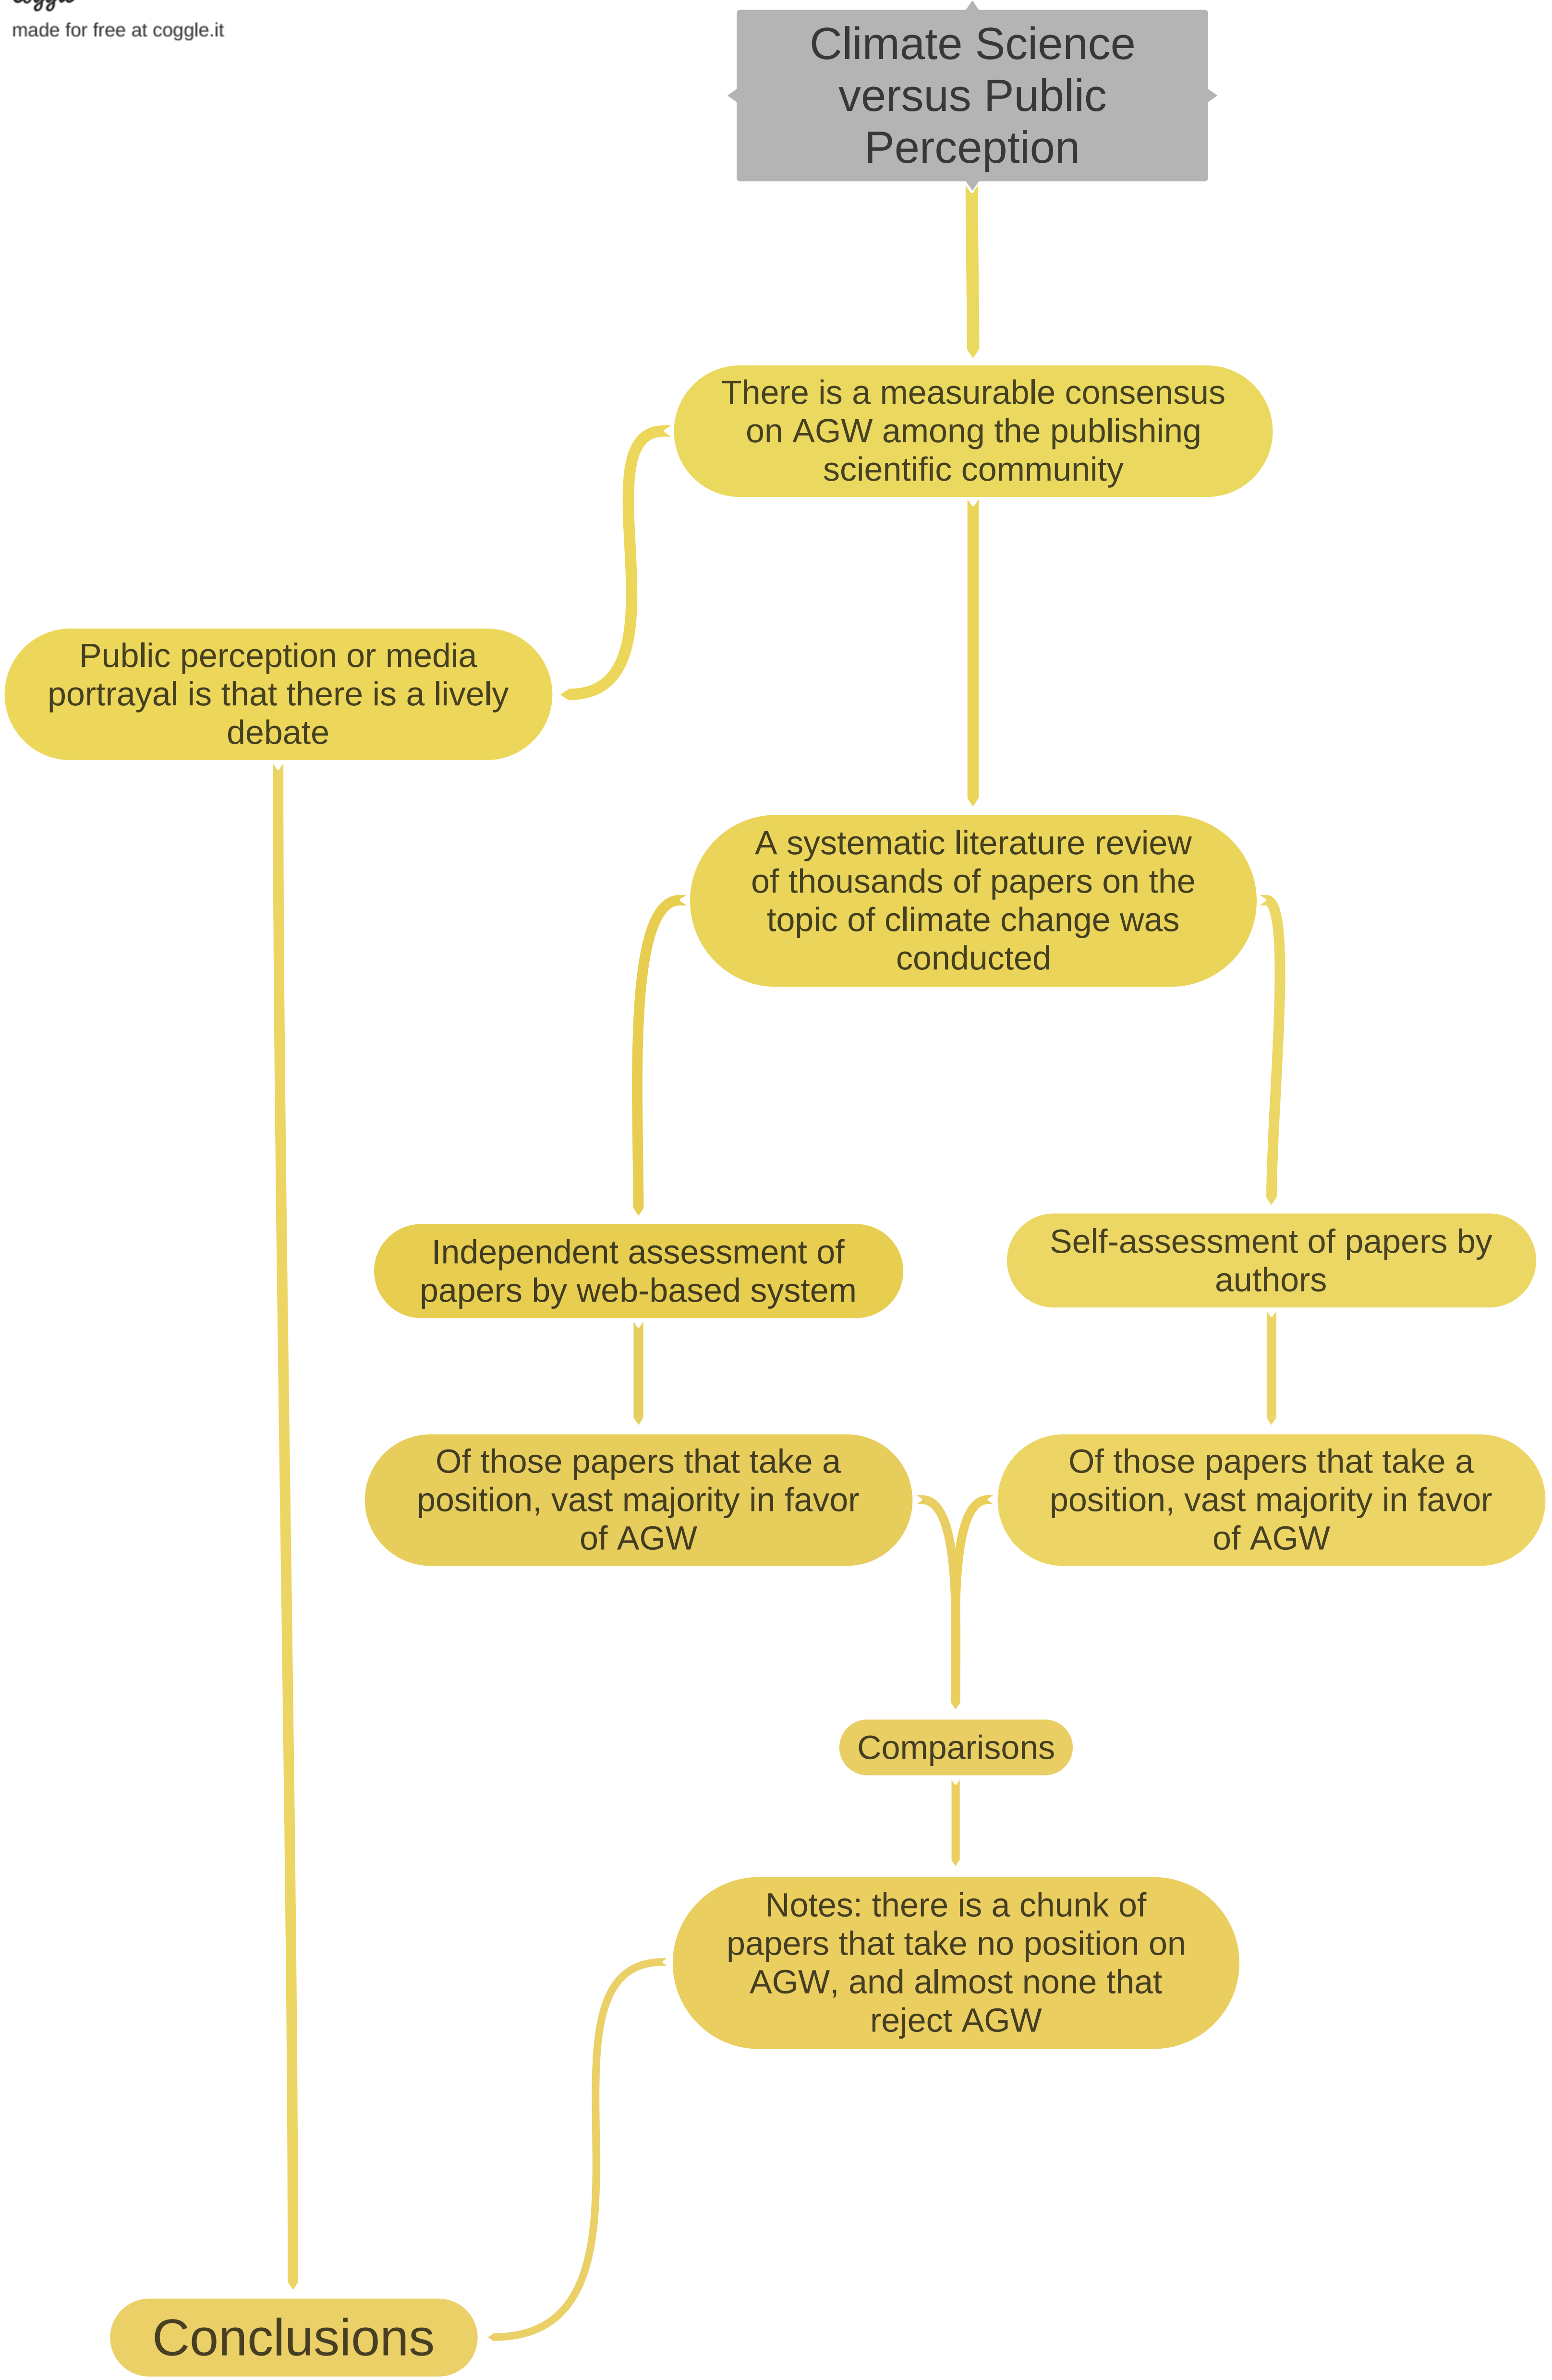 made for free at coggle.it
Climate Science
versus Public
Perception
There is a measurable consensus
on AGW among the publishing
scientific community
Public perception or media
portrayal is that there is a lively
debate
A systematic literature review
of thousands of papers on the
topic of climate change was
conducted
Independent assessment of
papers by web-based system
Self-assessment of papers by
authors
Of those papers that take a
position, vast majority in favor
of AGW
Of those papers that take a
position, vast majority in favor
of AGW
Comparisons
Notes: there is a chunk of
papers that take no position on
AGW, and almost none that
reject AGW
Conclusions